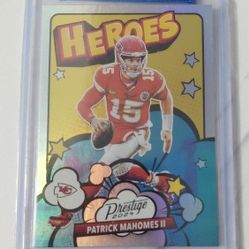 HEROES
15
Prestige
2024
PATRICK MAHOMES II